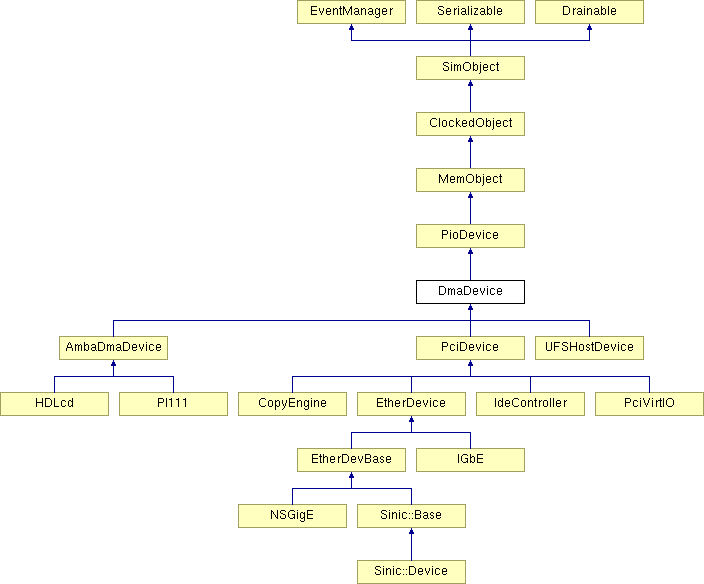 EventManager Serializable Drainable
SimObject
ClockedObject
MemObject
PioDevice
DmaDevice
AmbaDmaDevice PciDevice UFSHostDevice
HDLcd Pl111 CopyEngine EtherDevice IdeController PciVirtIO
EtherDevBase IGbE
NSGigE Sinic::Base
Sinic::Device